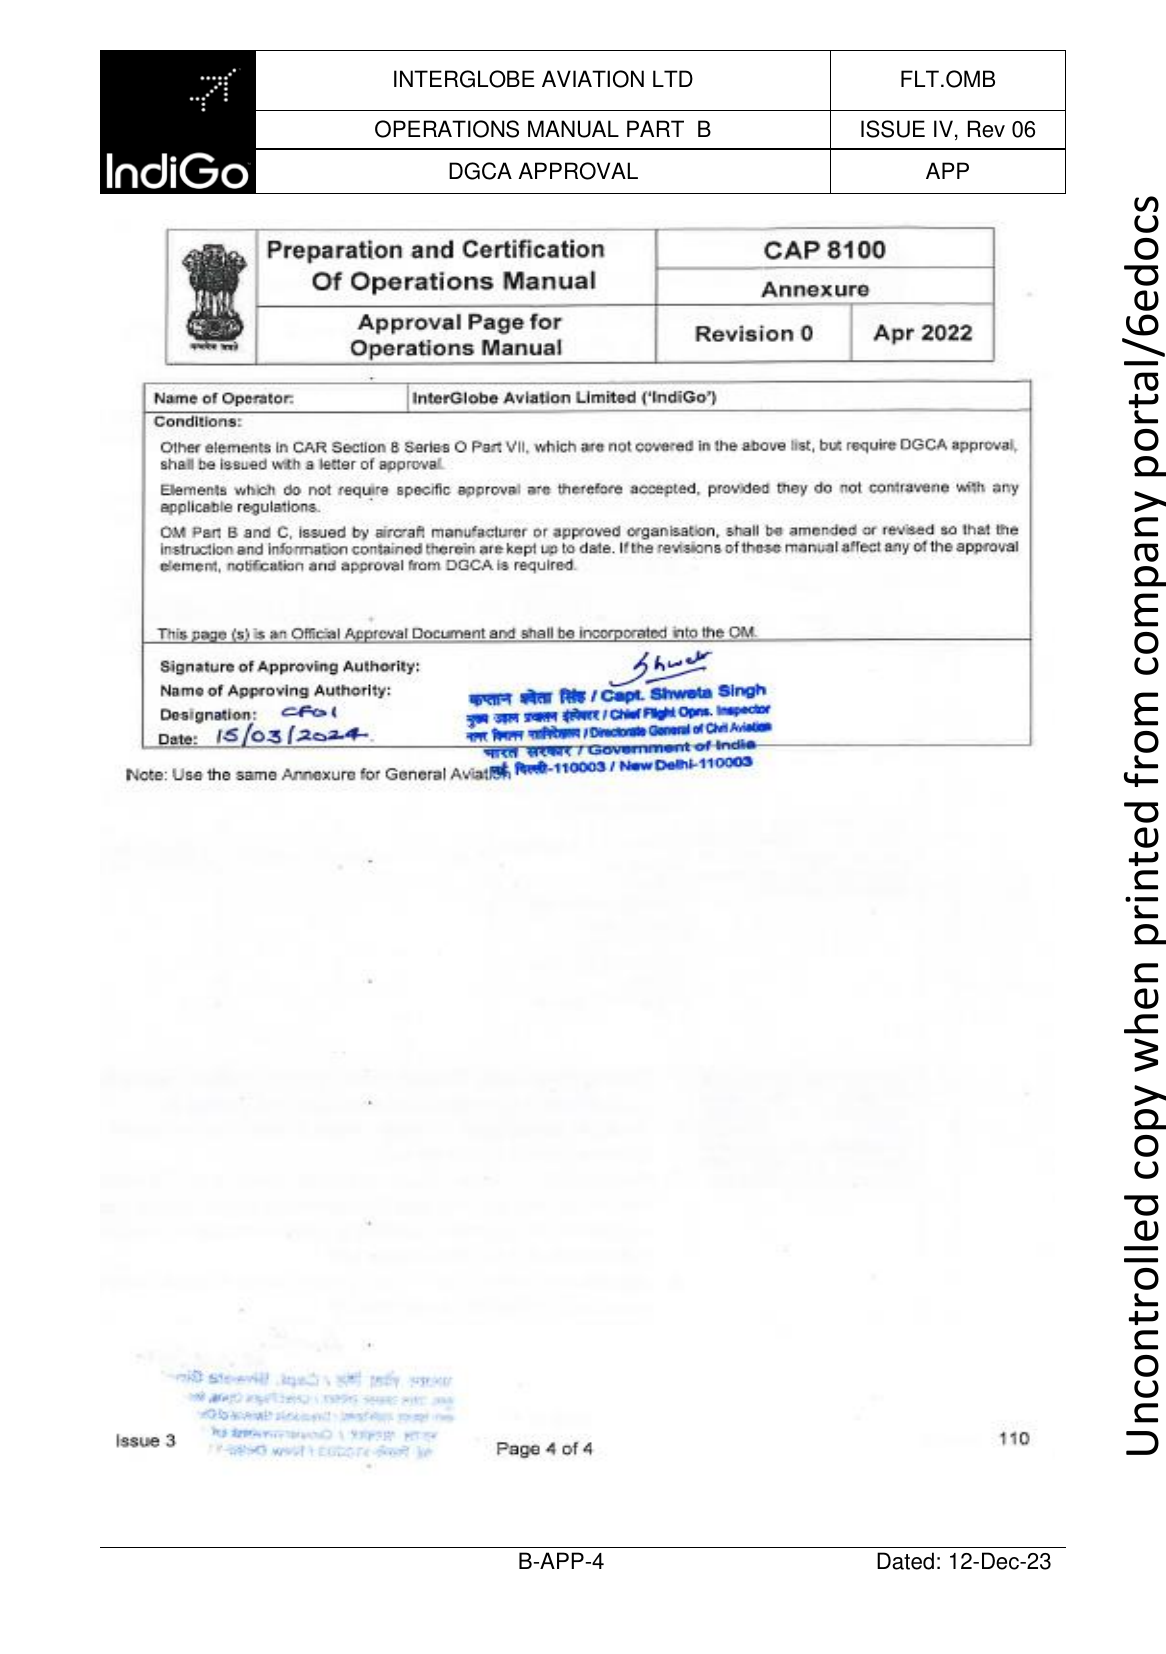 INTERGLOBE AVIATION LTD
FLT.OMB
OPERATIONS MANUAL PART B
ISSUE IV, Rev 06
IndiGo
DGCA APPROVAL
APP
Preparation and Certification
Of Operations Manual
CAP 8100
Annexure
Approval Page for
Operations Manual
Revision 0
Apr 2022
Name of Operator:
InterGlobe Aviation Limited ('IndiGo')
Conditions:
Other elements in CAR Section 8 Series O Part VII, which are not covered in the above list, but require DGCA approval,
shall be issued with a letter of approval.
Elements which do not require specific approval are therefore accepted, provided they do not contravene with any
applicable regulations.
OM Part B and C, issued by aircraft manufacturer or approved organisation, shall be amended or revised so that the
instruction and information contained therein are kept up to date. If the revisions of these manual affect any of the approval
element, notification and approval from DGCA is required.
This page (s) is an Official Approval Document and shall be incorporated into the OM.
Signature of Approving Authority:
Shweta
Name of Approving Authority:
Designation: CFOI
Date: 15/03/2024.
कप्तान श्वेता सिंह / Capt. Shweta Singh
मुख्य उड़ान प्रचालन इंस्पेक्टर / Chief Flight Opns. Inspector
/ Directorate General of Civil Aviation
भारत सरकार / Government of India
नई दिल्ली-110003 / New Delhi-110003
Note: Use the same Annexure for General Aviation
Issue 3
Page 4 of 4
110
B-APP-4
Dated: 12-Dec-23
Uncontrolled copy when printed from company portal/6edocs